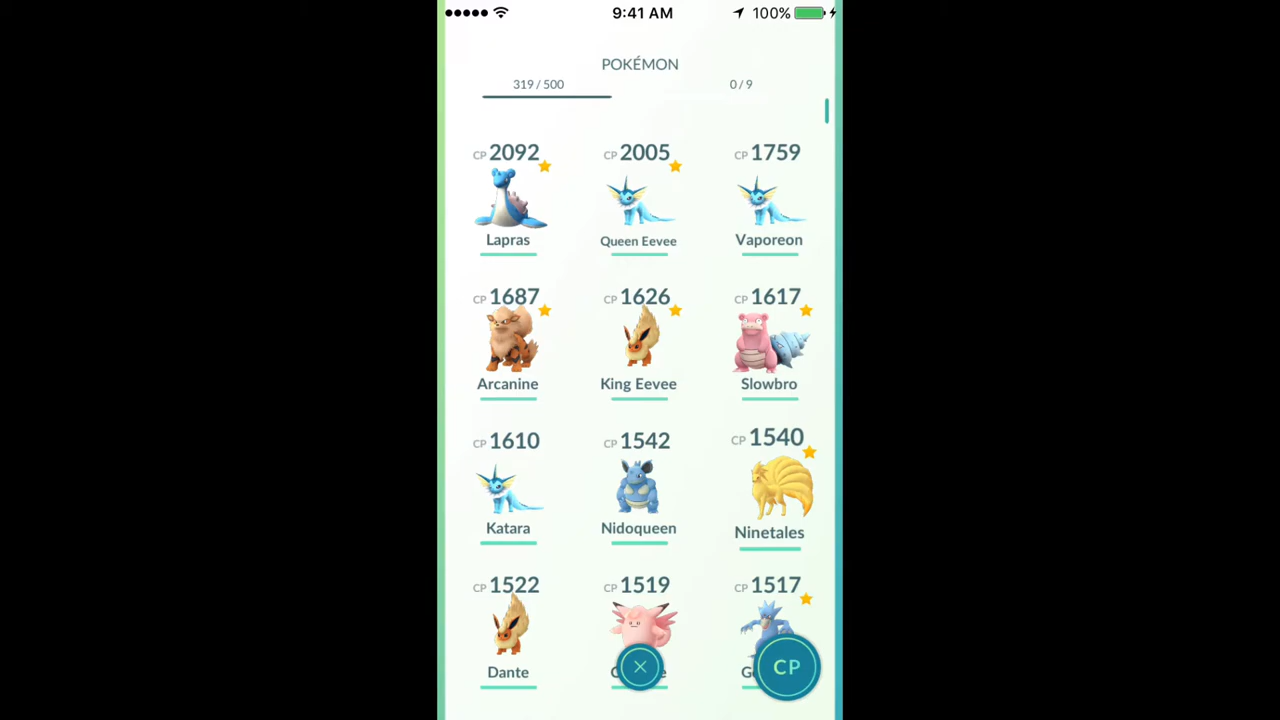 9:41 AM 100%
POKÉMON
319 / 500 0 / 9
CP 2092 CP 2005 CP 1759
Lapras Queen Eevee Vaporeon
CP 1687 CP 1626 CP 1617
Arcanine King Eevee Slowbro
CP 1610 CP 1542 CP 1540
Katara Nidoqueen Ninetales
CP 1522 CP 1519 CP 1517
Dante
CP